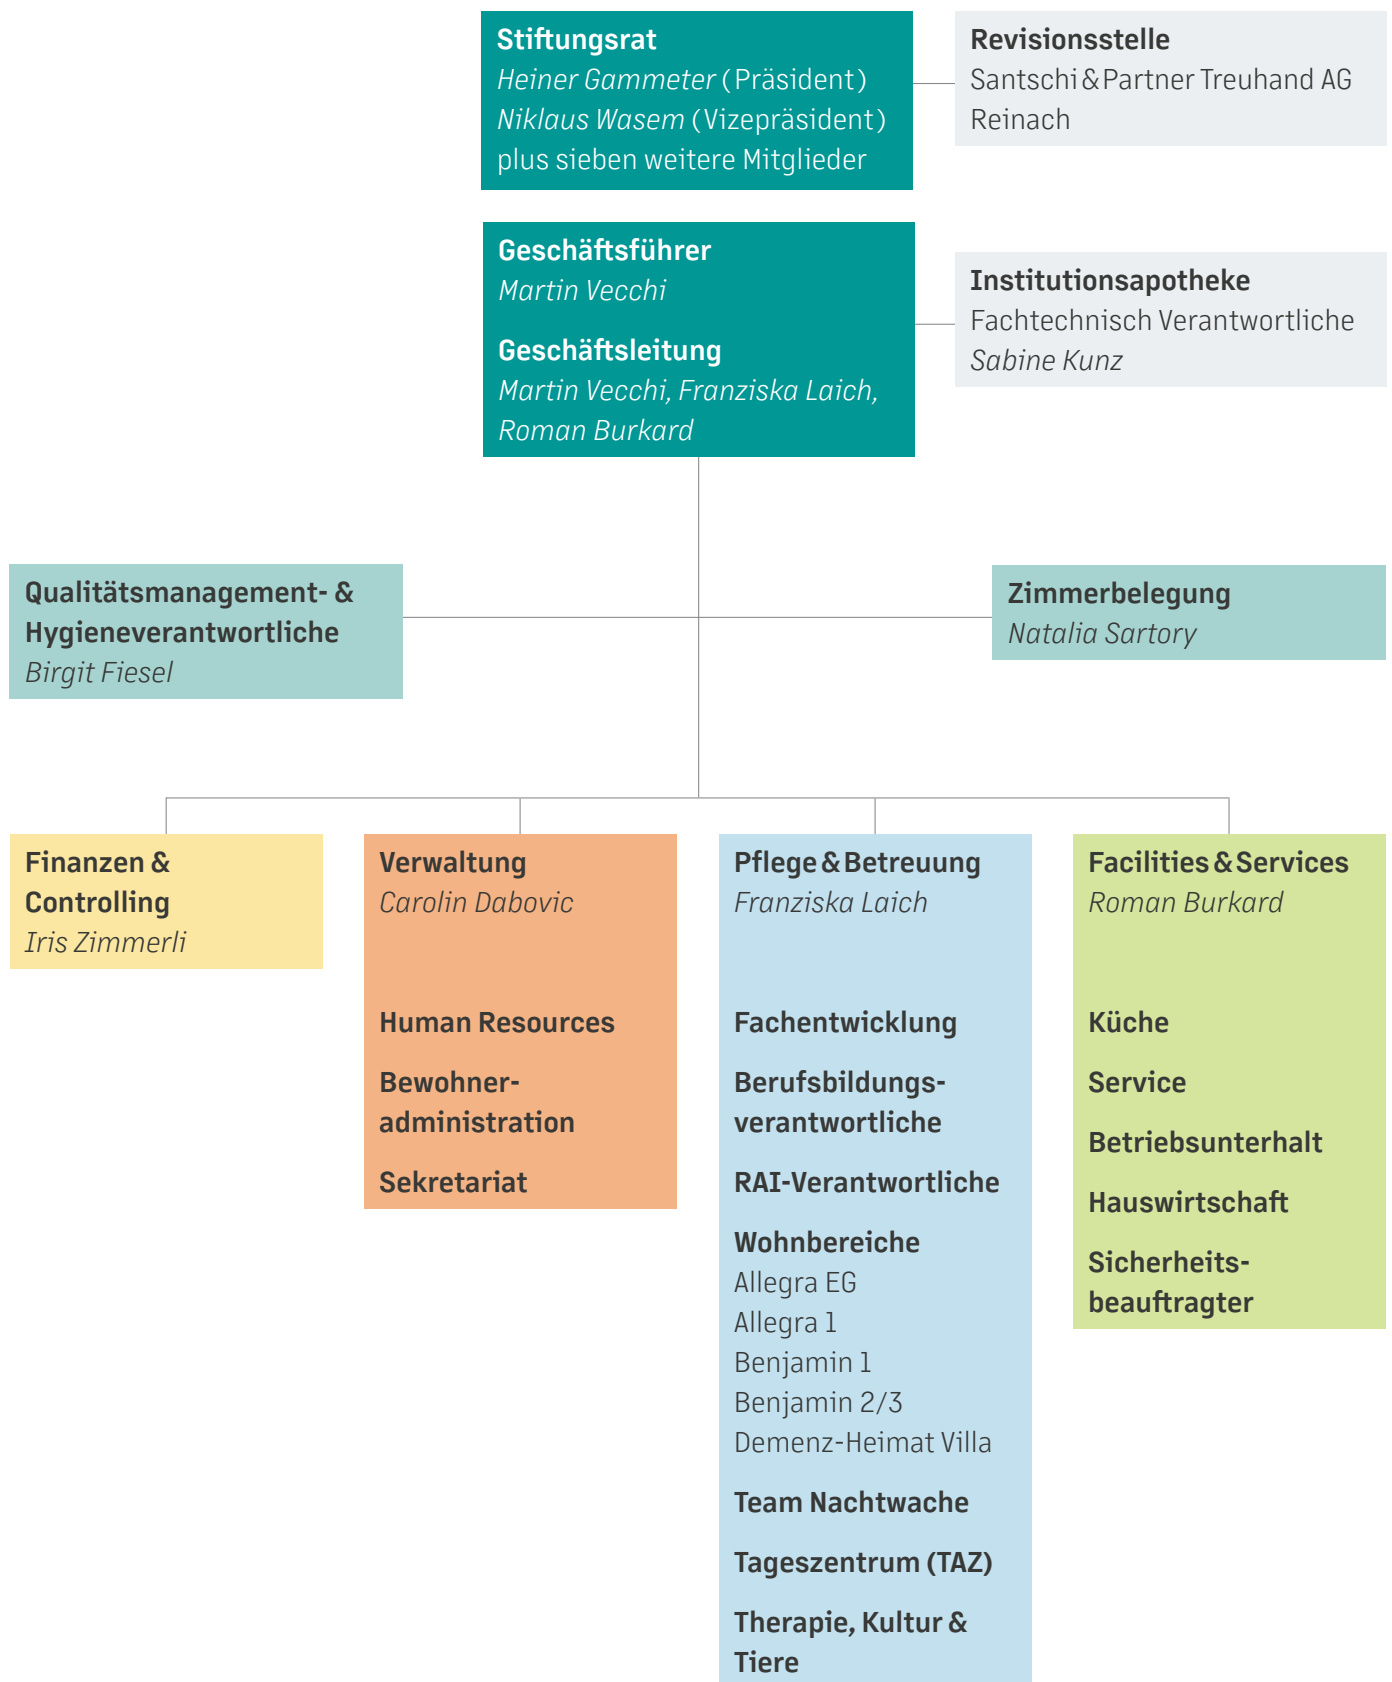 Stiftungsrat
Heiner Gammeter (Präsident)
Niklaus Wasem (Vizepräsident)
plus sieben weitere Mitglieder
Revisionsstelle
Santschi & Partner Treuhand AG
Reinach
Geschäftsführer
Martin Vecchi
Geschäftsleitung
Martin Vecchi, Franziska Laich,
Roman Burkard
Institutionsapotheke
Fachtechnisch Verantwortliche
Sabine Kunz
Qualitätsmanagement- &
Hygieneverantwortliche
Birgit Fiesel
Zimmerbelegung
Natalia Sartory
Finanzen &
Controlling
Iris Zimmerli
Verwaltung
Carolin Dabovic
Human Resources
Bewohner-
administration
Sekretariat
Pflege & Betreuung
Franziska Laich
Fachentwicklung
Berufsbildungs-
verantwortliche
RAI-Verantwortliche
Wohnbereiche
Allegra EG
Allegra 1
Benjamin 1
Benjamin 2/3
Demenz-Heimat Villa
Team Nachtwache
Tageszentrum (TAZ)
Therapie, Kultur &
Tiere
Facilities & Services
Roman Burkard
Küche
Service
Betriebsunterhalt
Hauswirtschaft
Sicherheits-
beauftragter